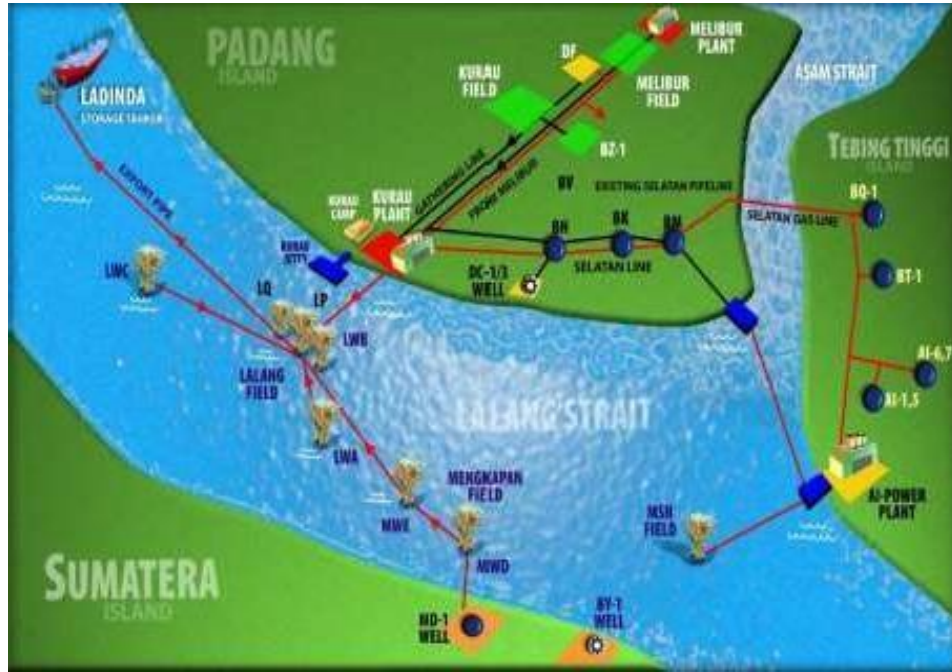 PADANG
ISLAND
MELIBUR
PLANT
DF
KURAU
FIELD
MELIBUR
FIELD
ASAM STRAIT
LADINDA
STORAGE TANKER
BZ-1
TEBING TINGGI
ISLAND
GATHERING LINE
FROM MELIBUR
BV
EXISTING SELATAN PIPELINE
BQ-1
EXPORT PIPE
KURAU
CAMP
KURAU
PLANT
SELATAN GAS LINE
BH
BK
BM
KURAU
JETTY
SELATAN LINE
DC-1/3
WELL
BT-1
LWC
LQ
LP
LWB
AI-6,7
LALANG
FIELD
AI-1,5
LALANG STRAIT
LWA
MENGKAPAN
FIELD
AI-POWER
PLANT
MSH
FIELD
MWD
SUMATERA
ISLAND
MD-1
WELL
BY-1
WELL